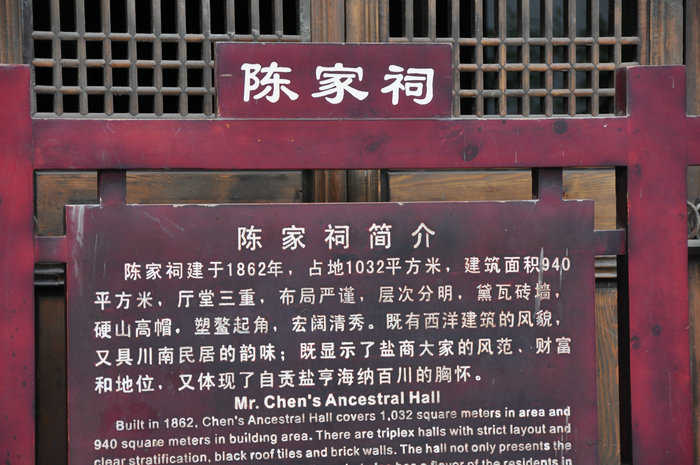 陈家祠
陈家祠简介
陈家祠建于1862年，占地1032平方米，建筑面积940
平方米，厅堂三重，布局严谨，层次分明，黛瓦砖墙，
硬山高帽，塑鳌起角，宏阔清秀。既有西洋建筑的风貌，
又具川南民居的韵味；既显示了盐商大家的风范、财富
和地位，又体现了自贡盐亨海纳百川的胸怀。
Mr. Chen's Ancestral Hall
Built in 1862, Chen's Ancestral Hall covers 1,032 square meters in area and
940 square meters in building area. There are triplex halls with strict layout and
clear stratification, black roof tiles and brick walls. The hall not only presents the
has a flavor of the residents in